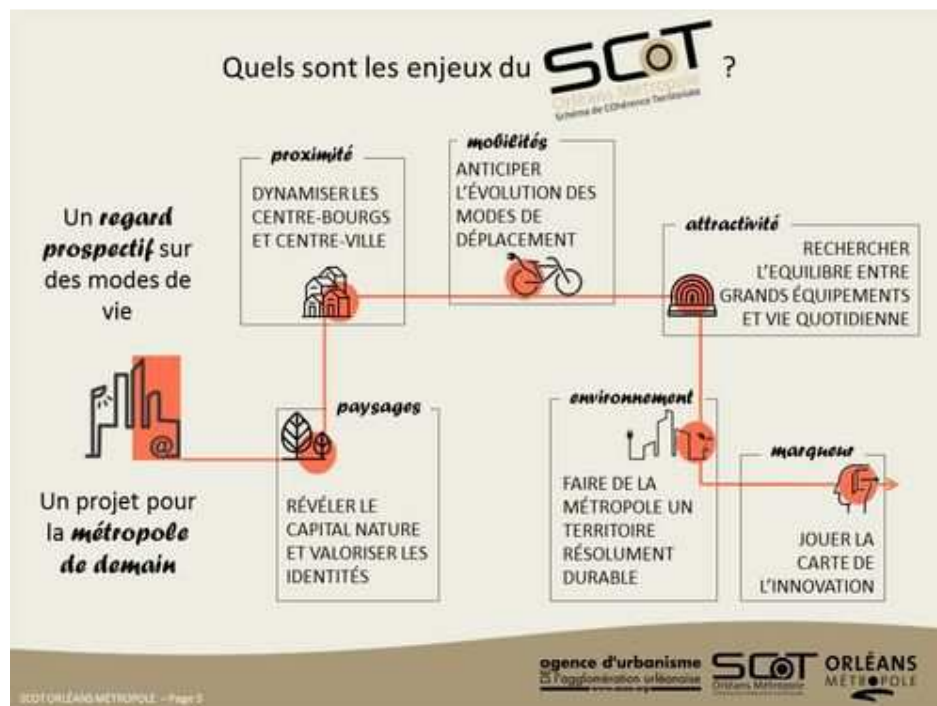 Quels sont les enjeux du SCOT ?
Orléans Métropole
Schéma de COhérence Territoriale
Un regard
prospectif sur
des modes de
vie
@
Un projet pour
la métropole
de demain
paysages
RÉVÉLER LE
CAPITAL NATURE
ET VALORISER LES
IDENTITÉS
proximité
DYNAMISER LES
CENTRE-BOURGS
ET CENTRE-VILLE
mobilités
ANTICIPER
L'ÉVOLUTION DES
MODES DE
DÉPLACEMENT
attractivité
RECHERCHER
L'EQUILIBRE ENTRE
GRANDS ÉQUIPEMENTS
ET VIE QUOTIDIENNE
environnement
FAIRE DE LA
MÉTROPOLE UN
TERRITOIRE
RÉSOLUMENT
DURABLE
marqueur
JOUER LA
CARTE DE
L'INNOVATION
SCOT ORLÉANS MÉTROPOLE – Page 5
agence d'urbanisme
de l'agglomération orléanaise
SCOT
Orléans Métropole
ORLÉANS
MÉTROPOLE